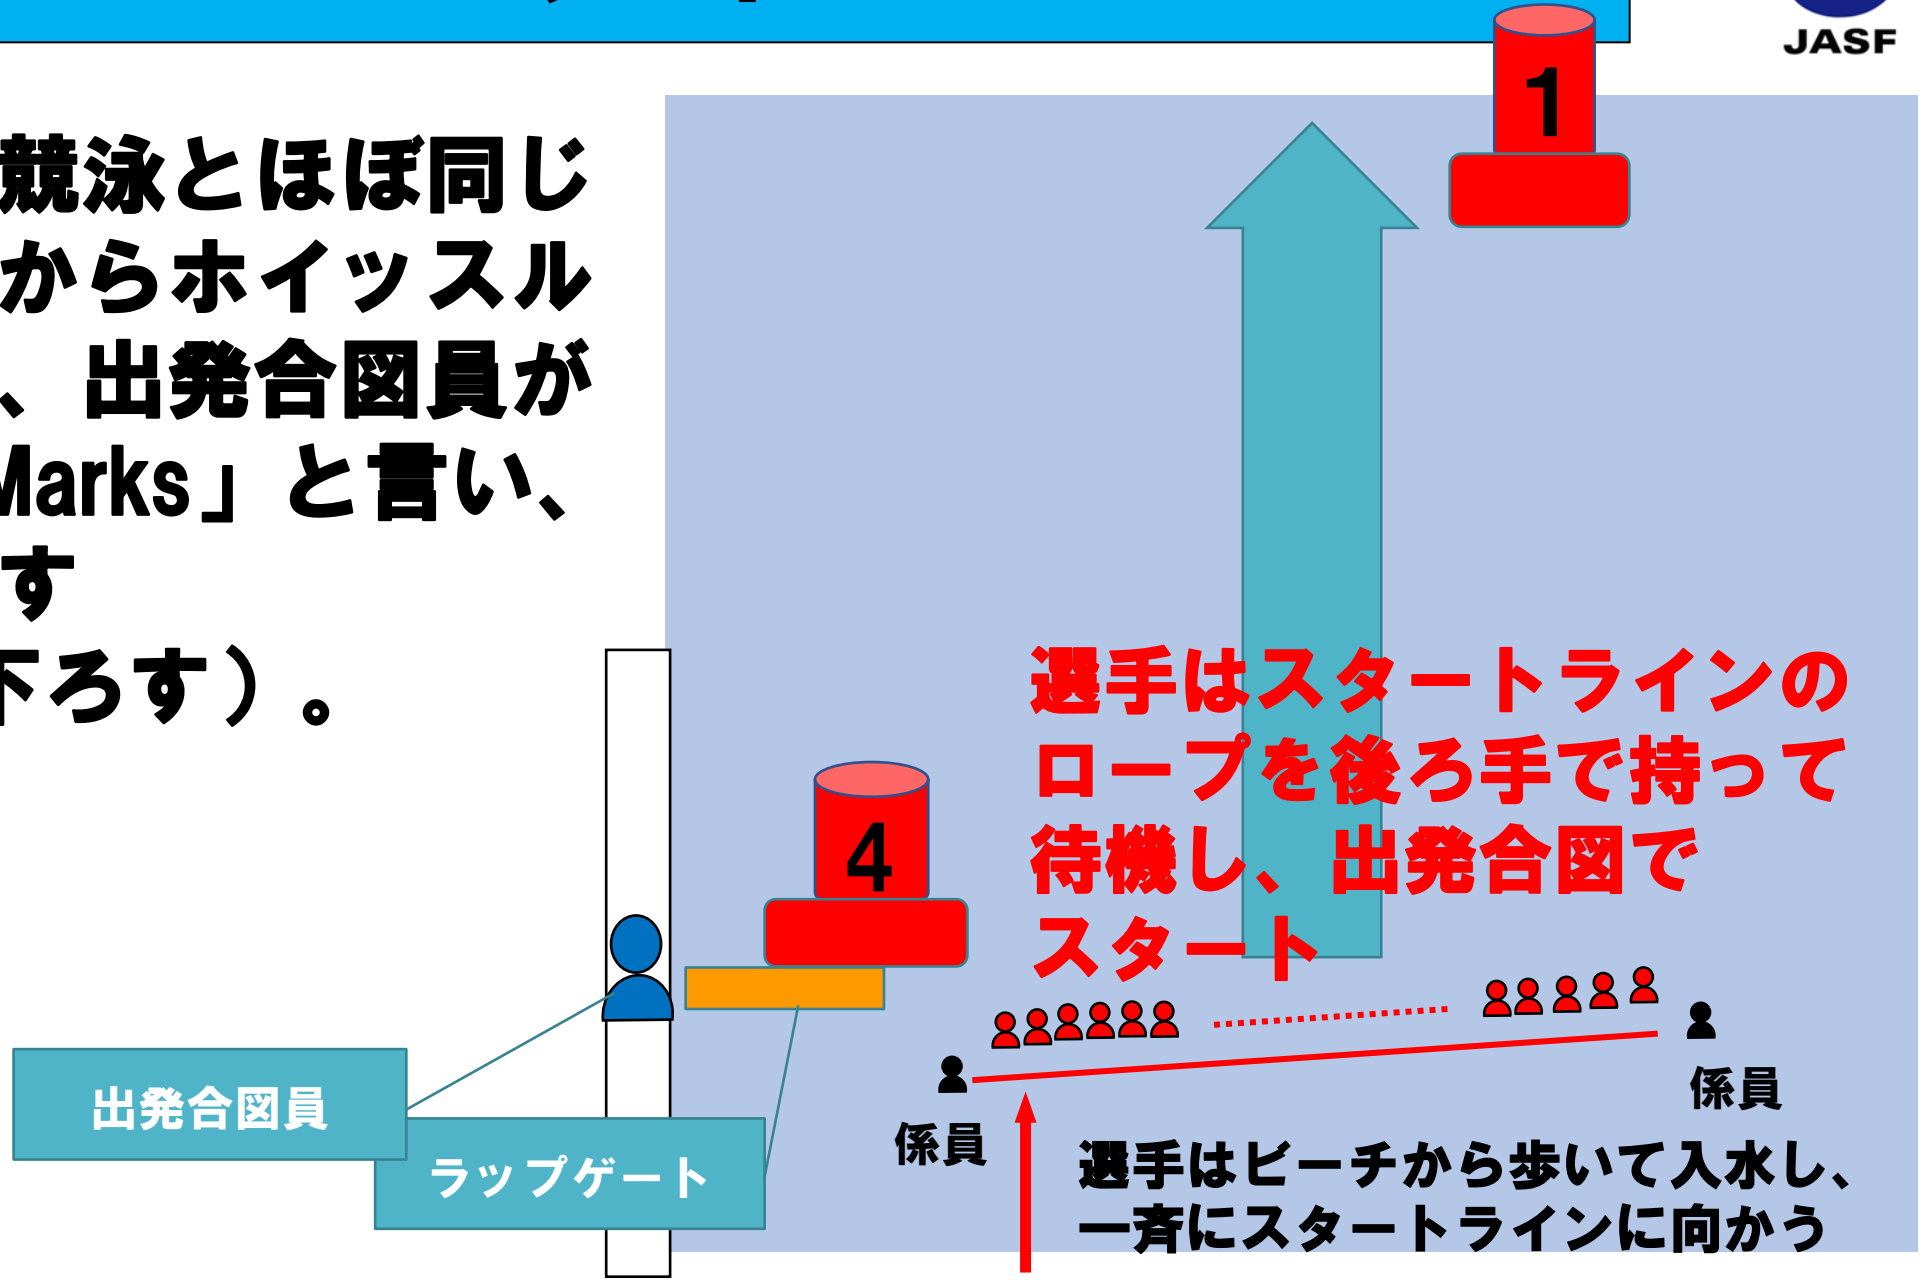 JASF
1
競泳とほぼ同じ
からホイッスル
、出発合図員が
Marks」と言い、
す
下ろす）。
選手はスタートラインの
ロープを後ろ手で持って
待機し、出発合図で
スタート
4
出発合図員
ラップゲート
係員
係員
選手はビーチから歩いて入水し、
一斉にスタートラインに向かう